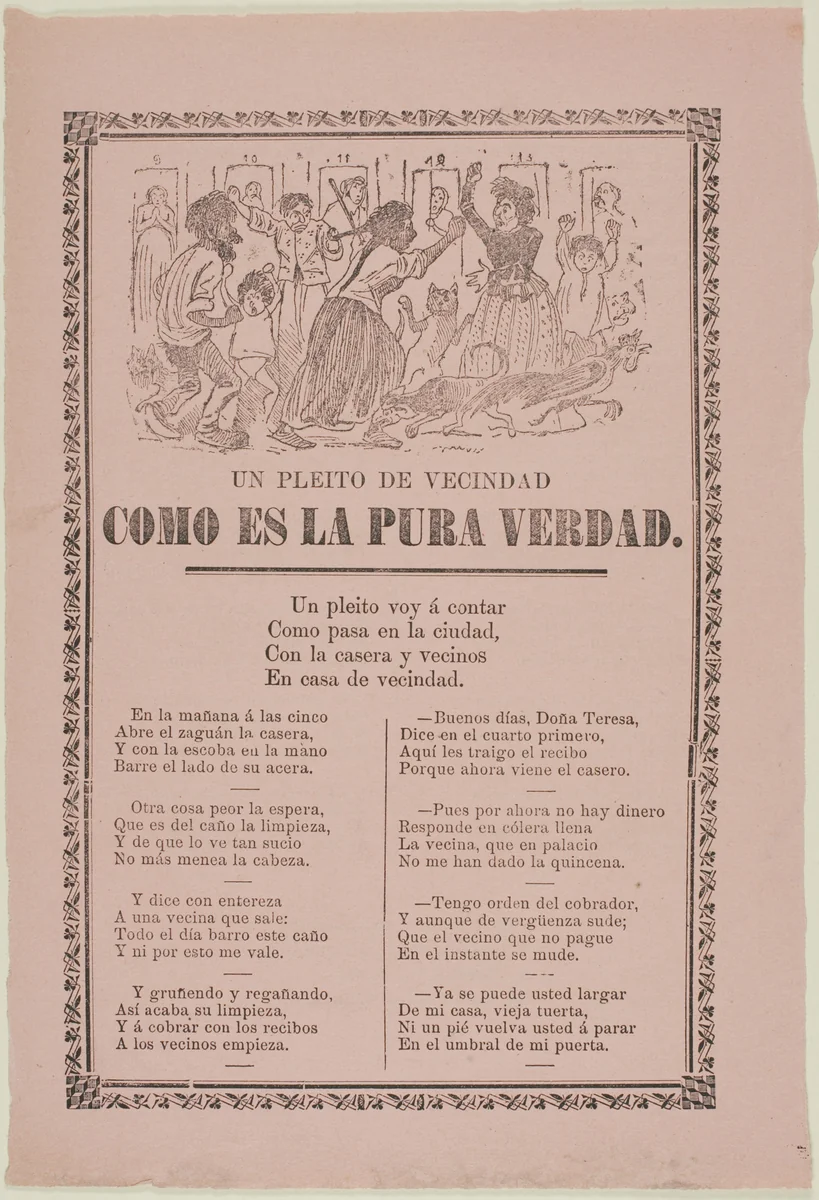 9 10 11 12 13
UN PLEITO DE VECINDAD
COMO ES LA PURA VERDAD.
Un pleito voy á contar
Como pasa en la ciudad,
Con la casera y vecinos
En casa de vecindad.
En la mañana á las cinco
Abre el zaguán la casera,
Y con la escoba en la mano
Barre el lado de su acera.
Otra cosa peor la espera,
Que es del caño la limpieza,
Y de que lo ve tan sucio
No más menea la cabeza.
Y dice con entereza
A una vecina que sale:
Todo el día barro este caño
Y ni por esto me vale.
Y gruñendo y regañando,
Así acaba su limpieza,
Y á cobrar con los recibos
A los vecinos empieza.
—Buenos días, Doña Teresa,
Dice en el cuarto primero,
Aquí les traigo el recibo
Porque ahora viene el casero.
—Pues por ahora no hay dinero
Responde en cólera llena
La vecina, que en palacio
No me han dado la quincena.
—Tengo orden del cobrador,
Y aunque de vergüenza sude;
Que el vecino que no pague
En el instante se mude.
—Ya se puede usted largar
De mi casa, vieja tuerta,
Ni un pié vuelva usted á parar
En el umbral de mi puerta.